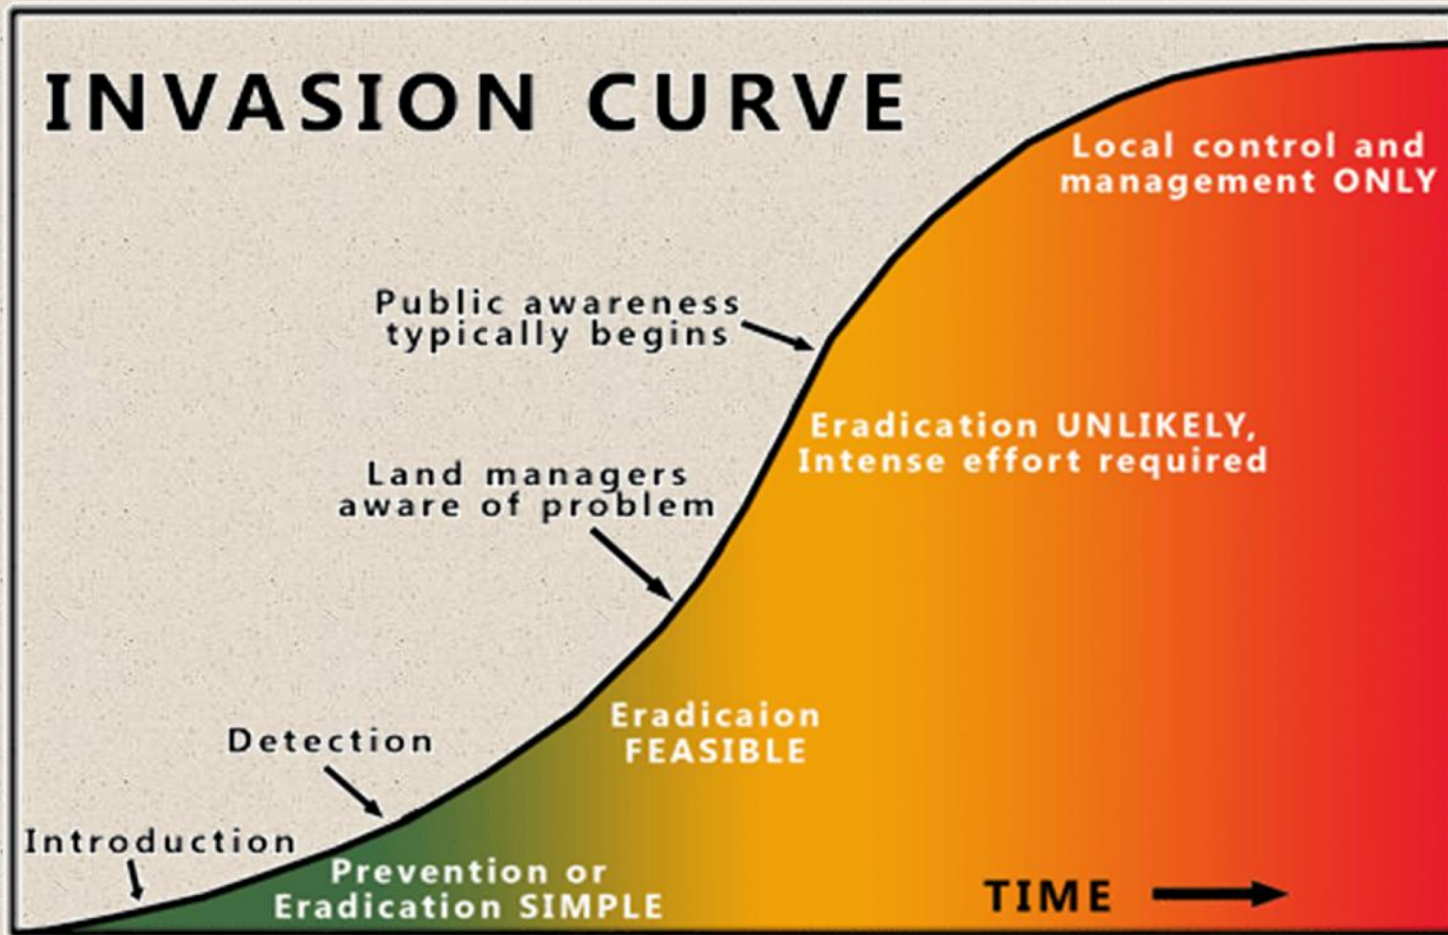 INVASION CURVE
Local control and
management ONLY
Public awareness
typically begins
Eradication UNLIKELY,
Intense effort required
Land managers
aware of problem
Eradicaion
FEASIBLE
Detection
Introduction
Prevention or
Eradication SIMPLE
TIME